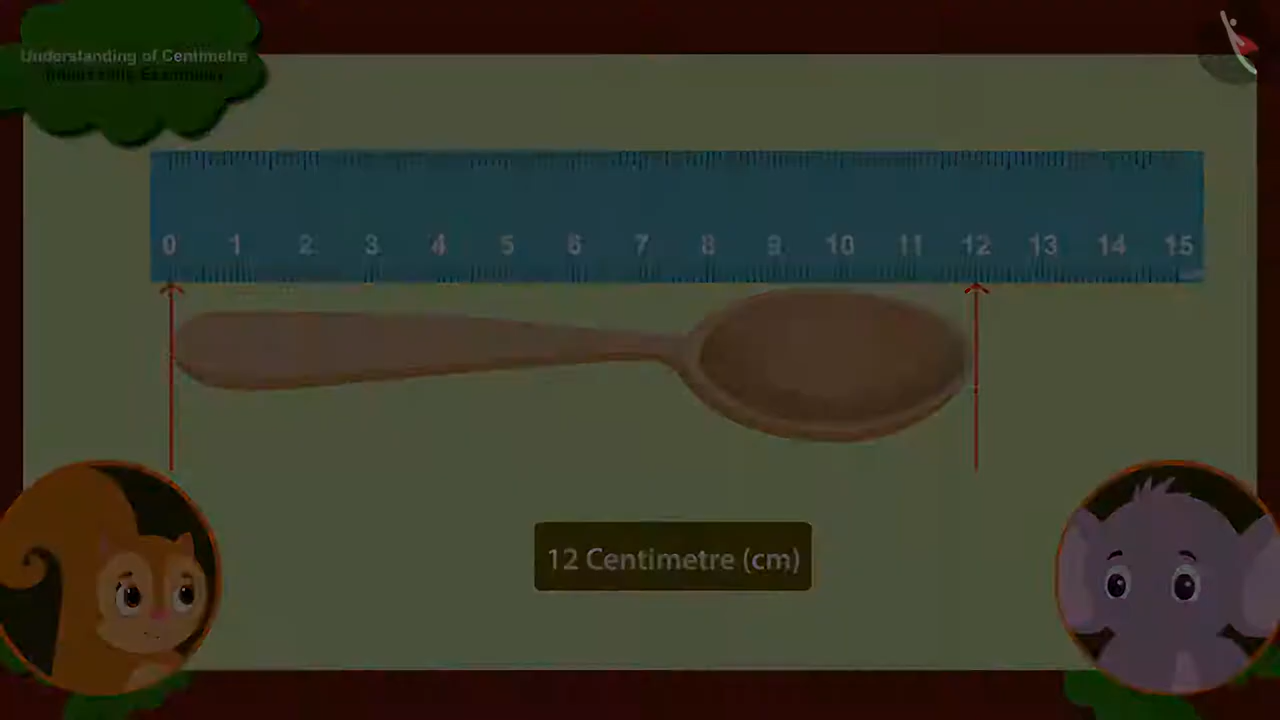 Understanding of Centimetre
0 1 2 3 4 5 6 7 8 9 10 11 12 13 14 15
12 Centimetre (cm)